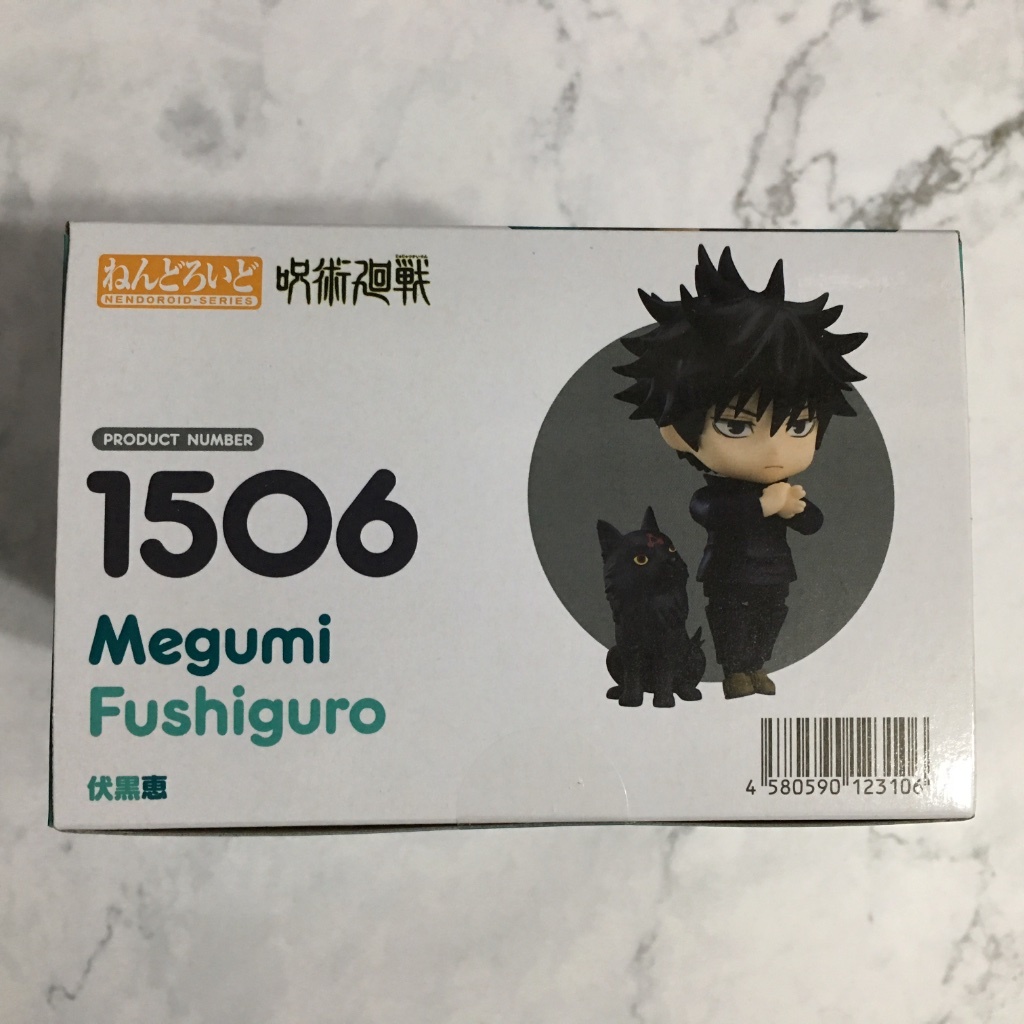 ねんどろいど
NENDOROID·SERIES
呪術廻戦
PRODUCT NUMBER
1506
Megumi
Fushiguro
伏黒恵
4 580590 123106